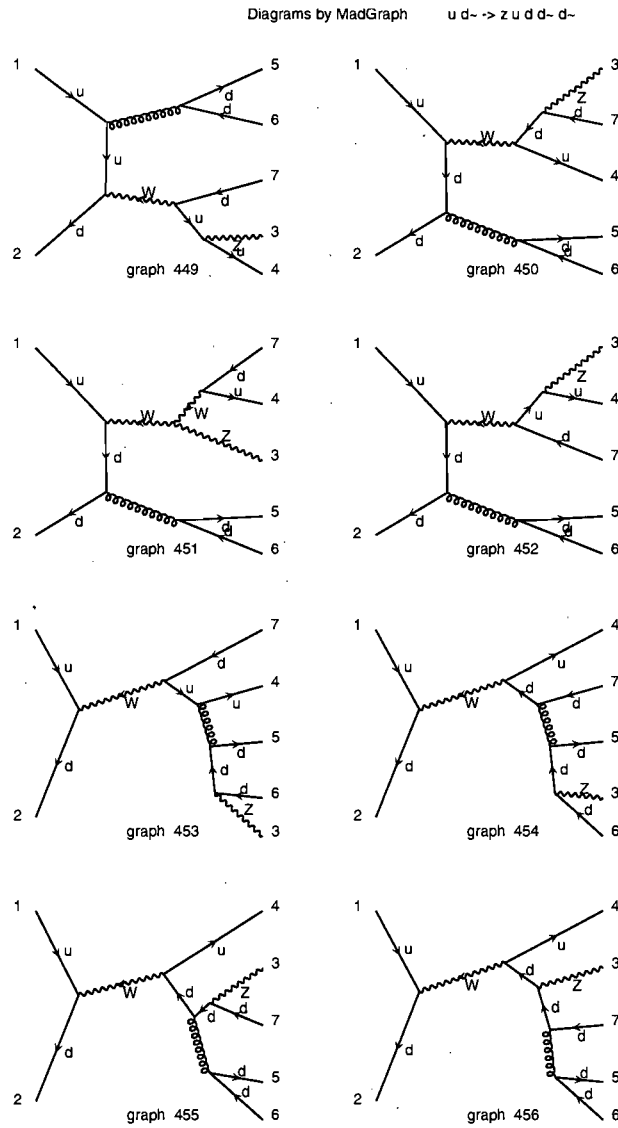 Diagrams by MadGraph u d~ -> z u d d~ d~
1 5
u d
d
6
u
7
W d
u
3
Z
2 d u
4
graph 449
1 3
u Z
d 7
W d
u 4
d
5
d
2 d d
6
graph 450
1 7
u d
u 4
W W
Z
3
d
5
d
2 d d
6
graph 451
1 3
u Z
u 4
W u
d 7
d
5
d
2 d d
6
graph 452
1 7
u d
4
W u u
d 5
d
d
d 6
Z
2 3
graph 453
1 4
u u
7
W d d
d 5
d
d
Z 3
d
2 6
graph 454
1 4
u u
3
W Z
d d d
7
d
d 5
2 d
6
graph 455
1 4
u u
3
W d Z
d
d 7
d
d 5
2 d
6
graph 456